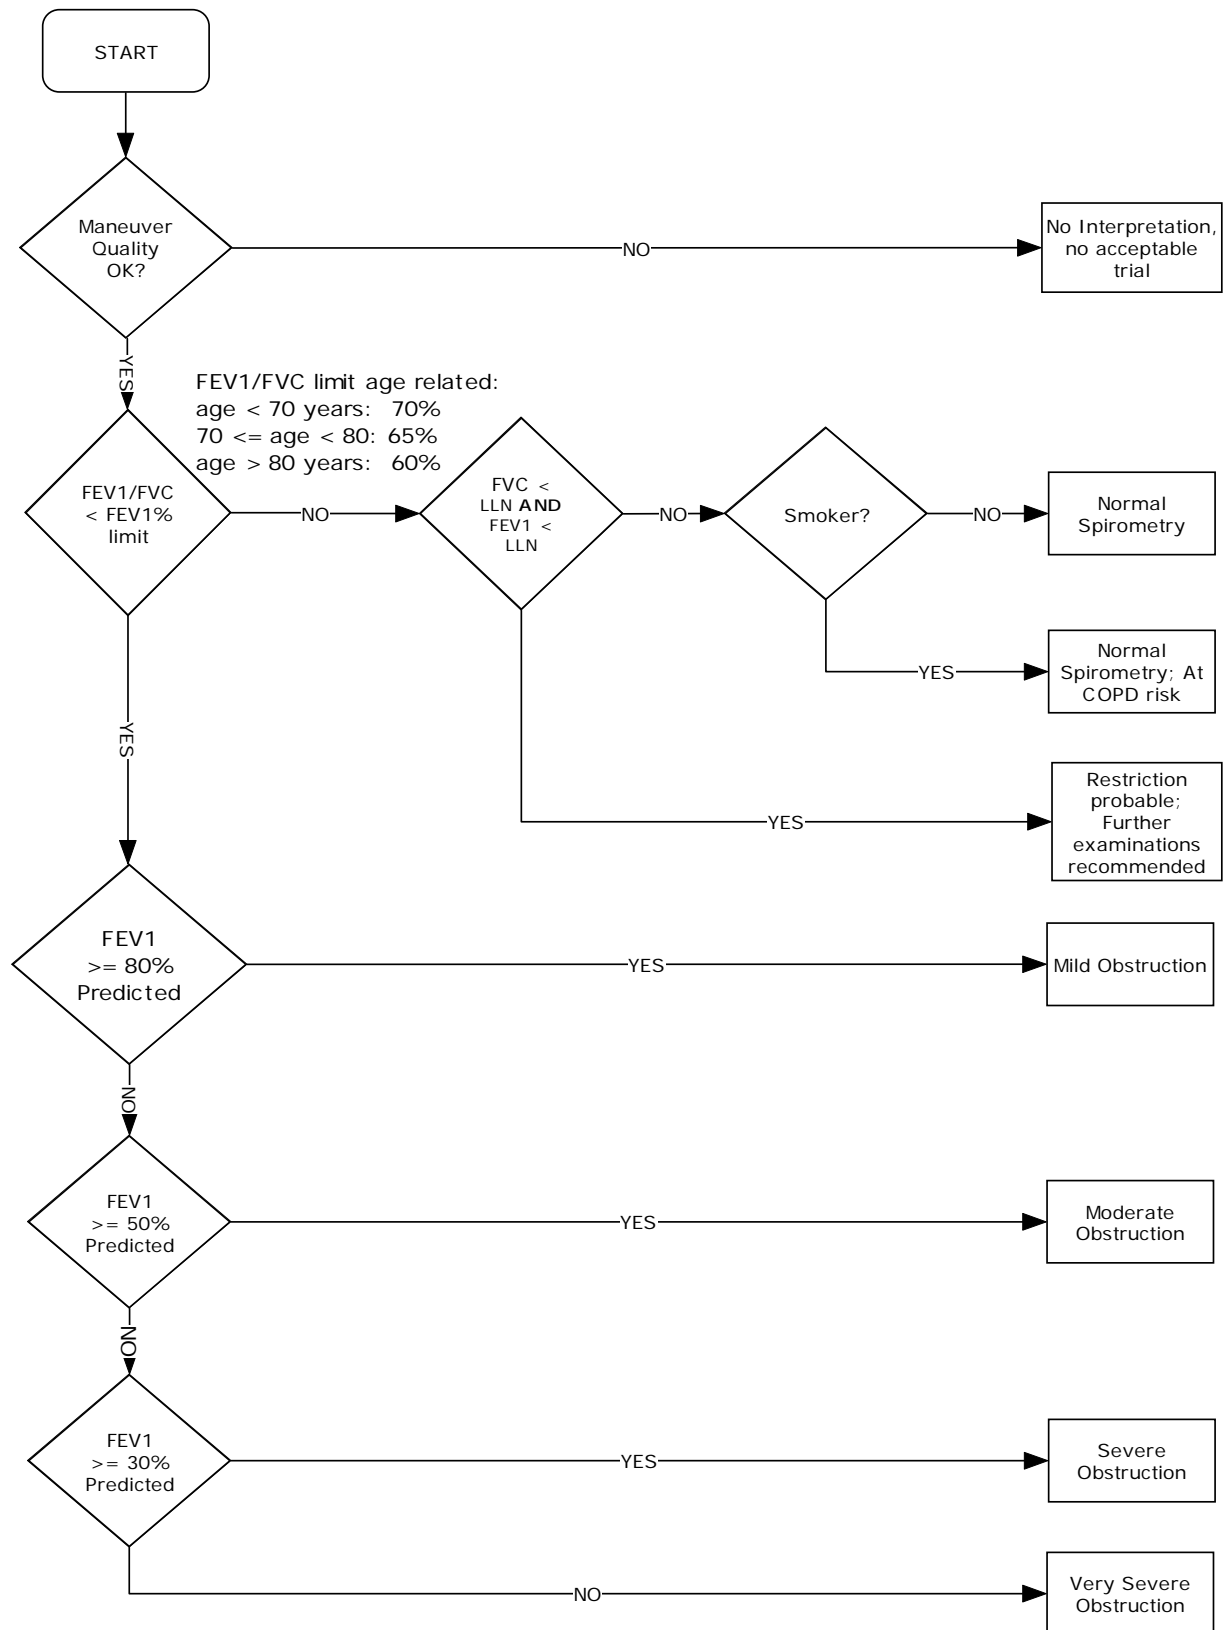 START
Maneuver
Quality
OK?
NO
No Interpretation,
no acceptable
trial
YES
FEV1/FVC limit age related:
age < 70 years: 70%
70 <= age < 80: 65%
age > 80 years: 60%
FEV1/FVC
< FEV1%
limit
NO
FVC <
LLN AND
FEV1 <
LLN
NO
Smoker?
NO
Normal
Spirometry
YES
Normal
Spirometry; At
COPD risk
YES
YES
Restriction
probable;
Further
examinations
recommended
FEV1
>= 80%
Predicted
YES
Mild Obstruction
NO
FEV1
>= 50%
Predicted
YES
Moderate
Obstruction
NO
FEV1
>= 30%
Predicted
YES
Severe
Obstruction
NO
Very Severe
Obstruction